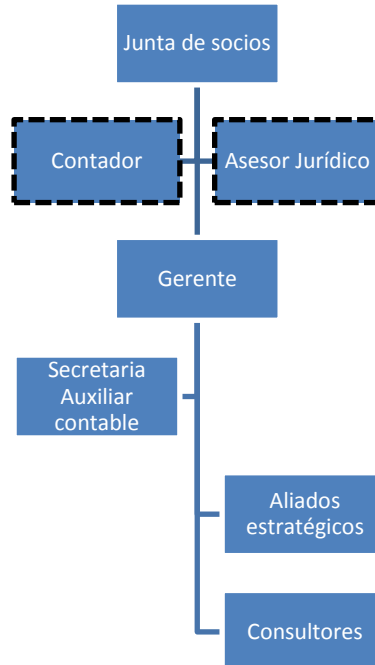 Junta de socios
Contador
Asesor Jurídico
Gerente
Secretaria
Auxiliar
contable
Aliados
estratégicos
Consultores